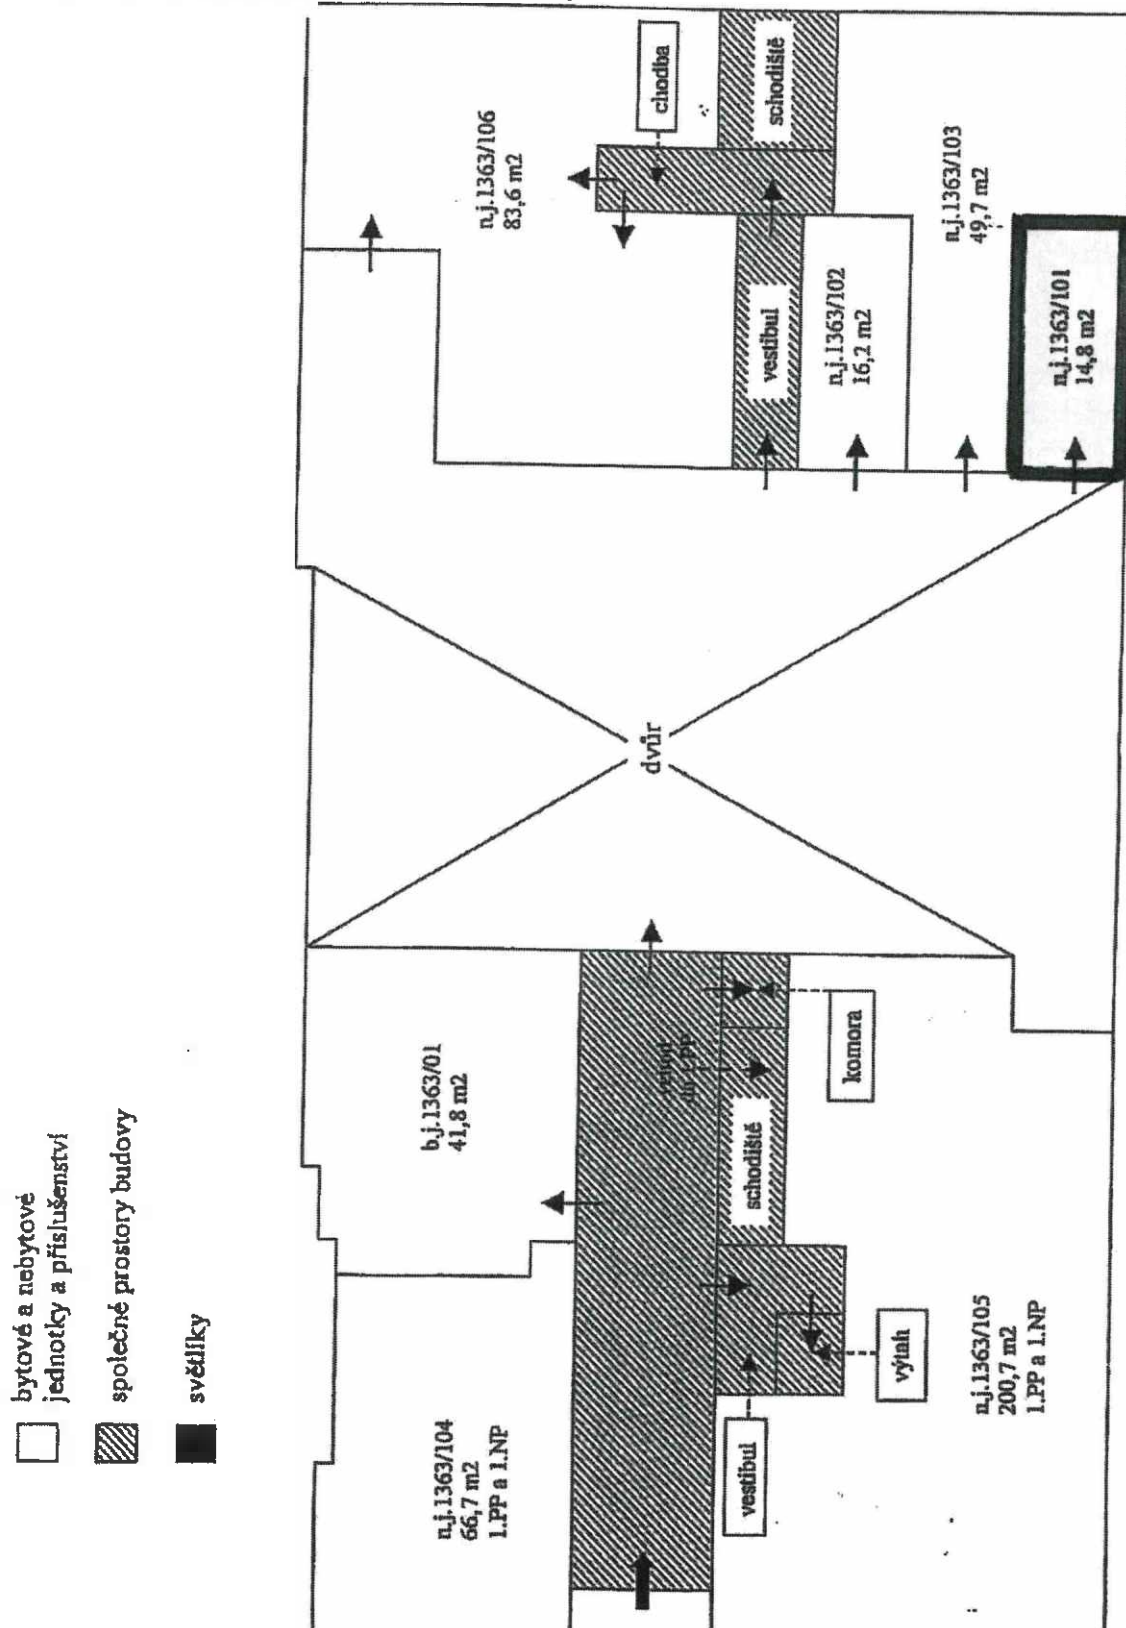 bytové a nebytové
jednotky a příslušenství
společné prostory budovy
světlíky
n.j.1363/104
66,7 m2
1.PP a 1.NP
b.j.1363/01
41,8 m2
vestibul
výtah
schodiště
komora
n.j.1363/105
200,7 m2
1.PP a 1.NP
dvůr
n.j.1363/106
83,6 m2
chodba
schodiště
vestibul
n.j.1363/102
16,2 m2
n.j.1363/103
49,7 m2
n.j.1363/101
14,8 m2